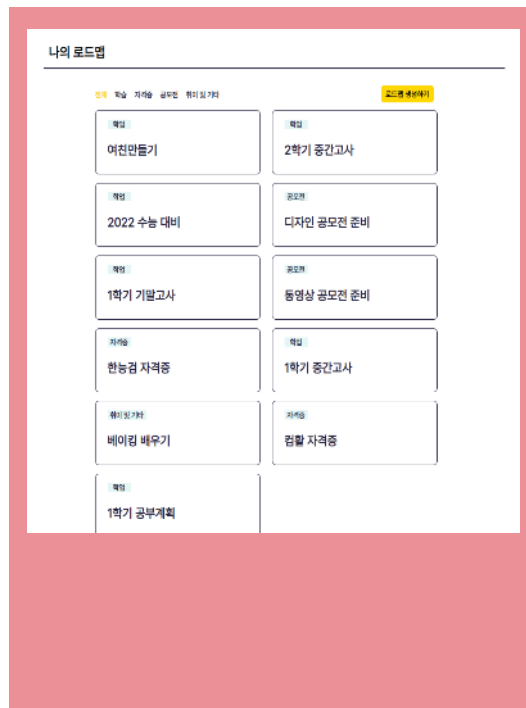 나의 로드맵
전체 학습 자격증 공모전 취미 및 기타
로드맵 생성하기
학업
여친만들기
학업
2학기 중간고사
학업
2022 수능 대비
공모전
디자인 공모전 준비
학업
1학기 기말고사
공모전
동영상 공모전 준비
자격증
한능검 자격증
학업
1학기 중간고사
취미 및 기타
베이킹 배우기
자격증
컴활 자격증
학업
1학기 공부계획